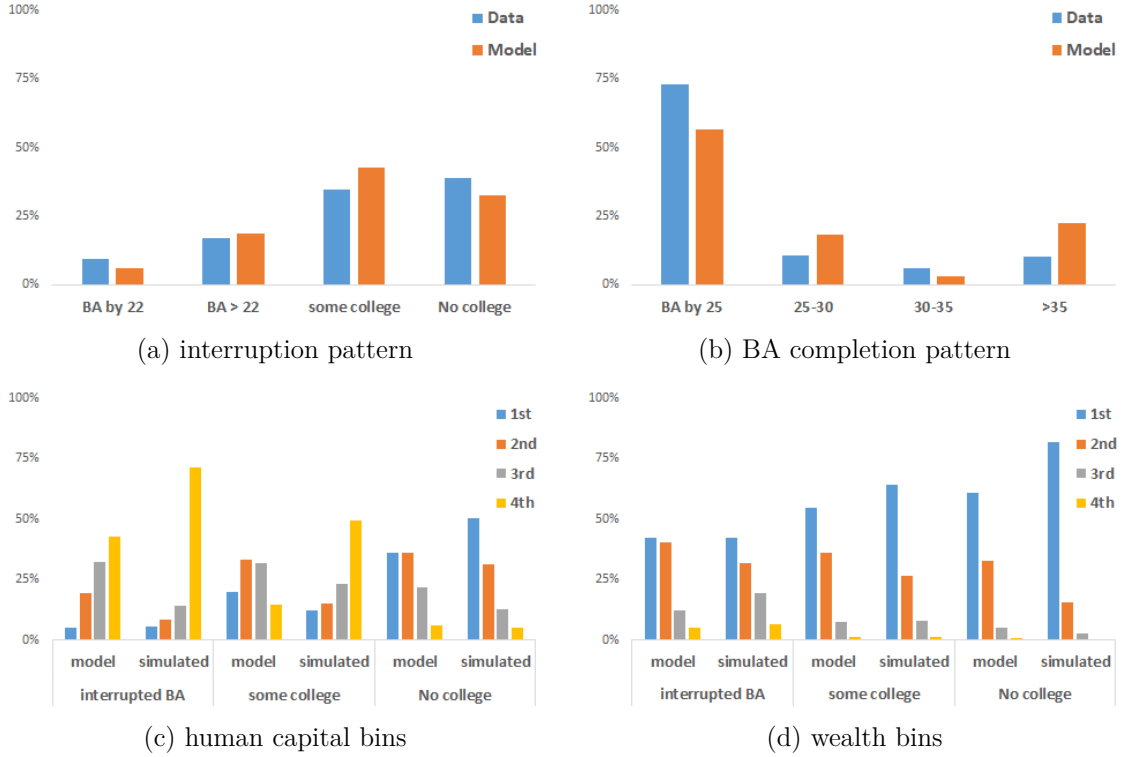 100%
75%
50%
25%
0%
Data
Model
BA by 22 BA > 22 some college No college
(a) interruption pattern
100%
75%
50%
25%
0%
Data
Model
BA by 25 25-30 30-35 >35
(b) BA completion pattern
100%
75%
50%
25%
0%
1st
2nd
3rd
4th
model simulated model simulated model simulated
interrupted BA some college No college
(c) human capital bins
100%
75%
50%
25%
0%
1st
2nd
3rd
4th
model simulated model simulated model simulated
interrupted BA some college No college
(d) wealth bins